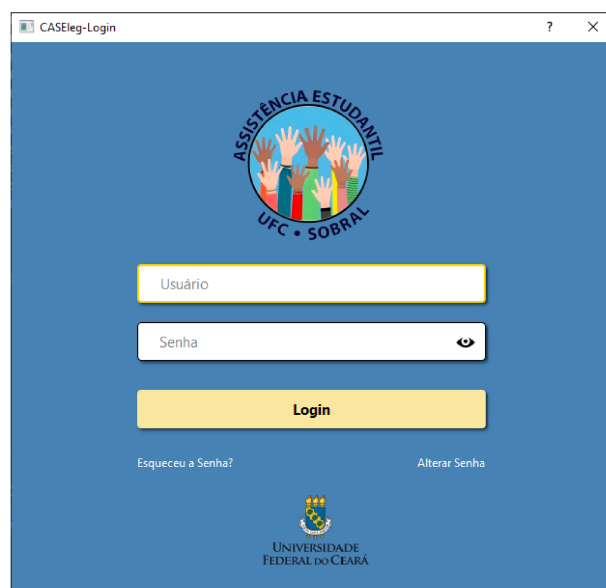 CASEleg-Login
ASSISTÊNCIA ESTUDANTIL
UFC • SOBRAL
Usuário
Senha
Login
Esqueceu a Senha? Alterar Senha
UNIVERSIDADE
FEDERAL DO CEARÁ